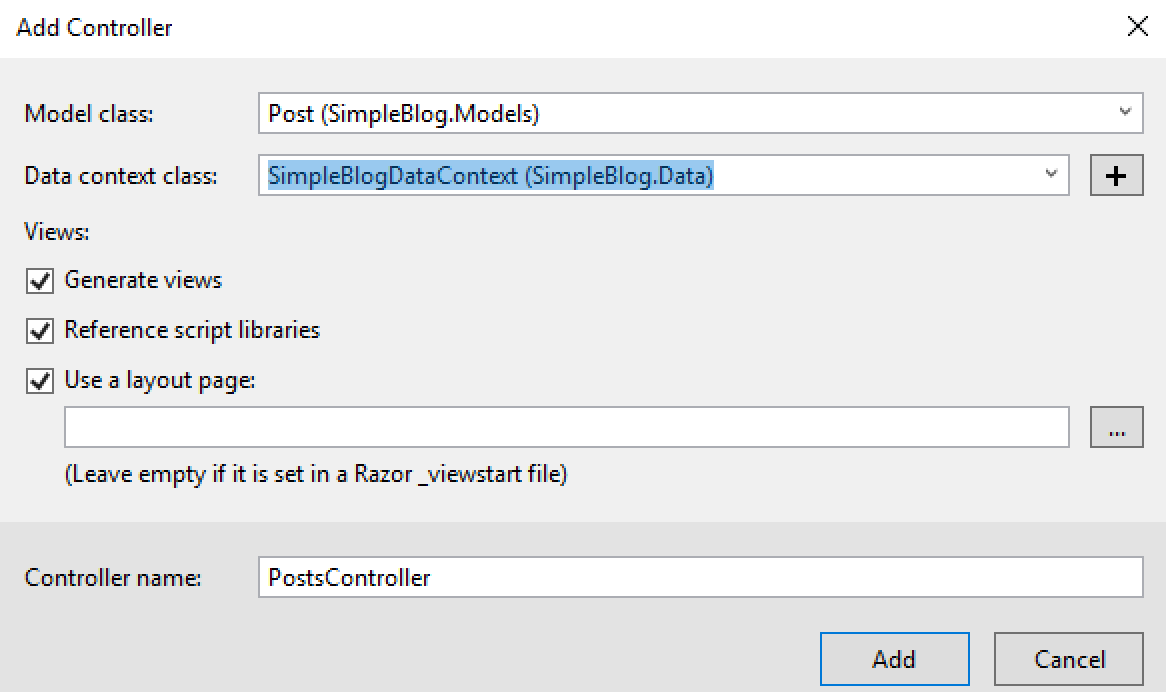 Add Controller
Model class: Post (SimpleBlog.Models)
Data context class: SimpleBlogDataContext (SimpleBlog.Data) +
Views:
Generate views
Reference script libraries
Use a layout page:
...
(Leave empty if it is set in a Razor _viewstart file)
Controller name: PostsController
Add Cancel